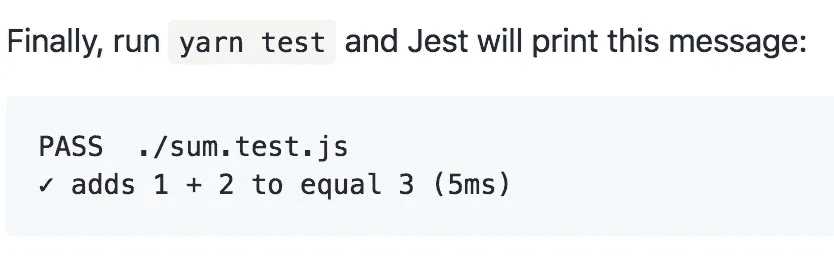 Finally, run yarn test and Jest will print this message:
PASS  ./sum.test.js
✓ adds 1 + 2 to equal 3 (5ms)